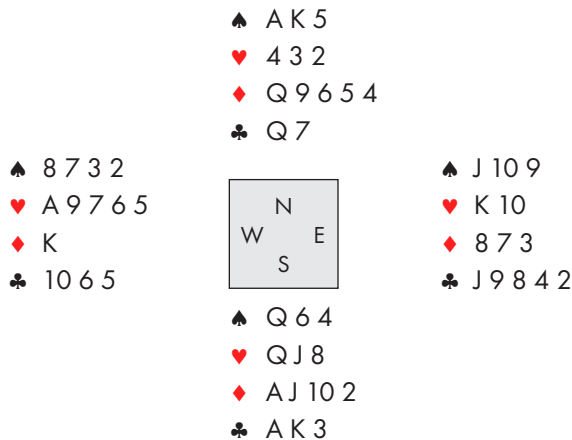 ♠ A K 5
♥ 4 3 2
♦ Q 9 6 5 4
♣ Q 7
♠ 8 7 3 2
♥ A 9 7 6 5
♦ K
♣ 10 6 5
N
W E
S
♠ J 10 9
♥ K 10
♦ 8 7 3
♣ J 9 8 4 2
♠ Q 6 4
♥ Q J 8
♦ A J 10 2
♣ A K 3